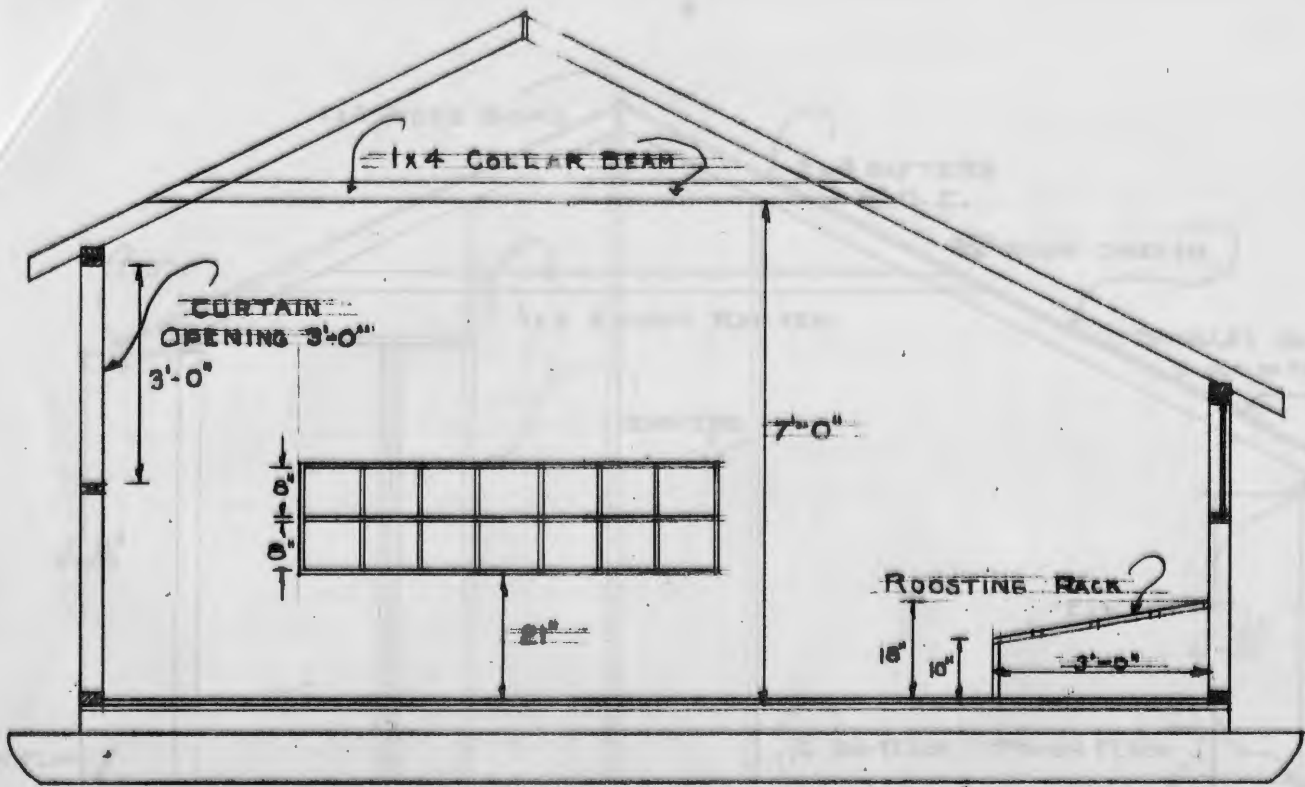 1x4 COLLAR BEAM
CURTAIN
OPENING 3'-0"
3'-0"
7'-0"
8"
8"
21"
ROOSTING RACK
18"
10"
3'-0"